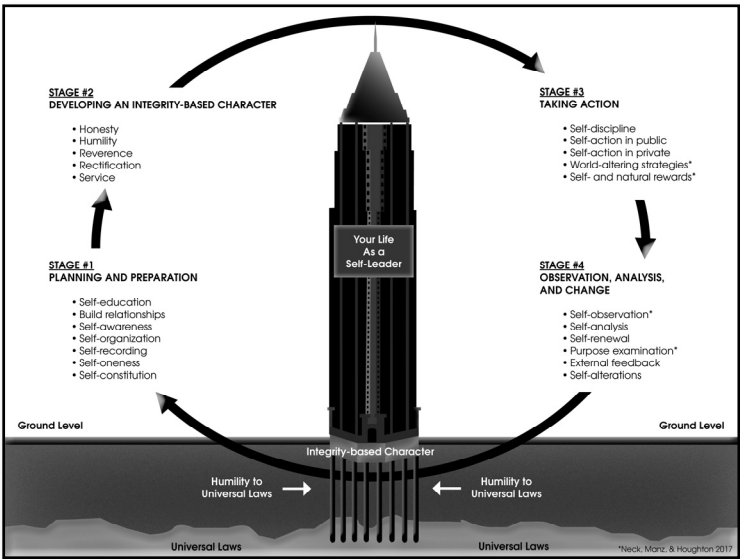 STAGE #2
DEVELOPING AN INTEGRITY-BASED CHARACTER
• Honesty
• Humility
• Reverence
• Rectification
• Service
STAGE #3
TAKING ACTION
• Self-discipline
• Self-action in public
• Self-action in private
• World-altering strategies*
• Self- and natural rewards*
Your Life
As a
Self-Leader
STAGE #1
PLANNING AND PREPARATION
• Self-education
• Build relationships
• Self-awareness
• Self-organization
• Self-recording
• Self-oneness
• Self-constitution
STAGE #4
OBSERVATION, ANALYSIS,
AND CHANGE
• Self-observation*
• Self-analysis
• Self-renewal
• Purpose examination*
• External feedback
• Self-alterations
Ground Level
Ground Level
Integrity-based Character
Humility to
Universal Laws
Humility to
Universal Laws
Universal Laws
Universal Laws
*Neck, Manz, & Houghton 2017